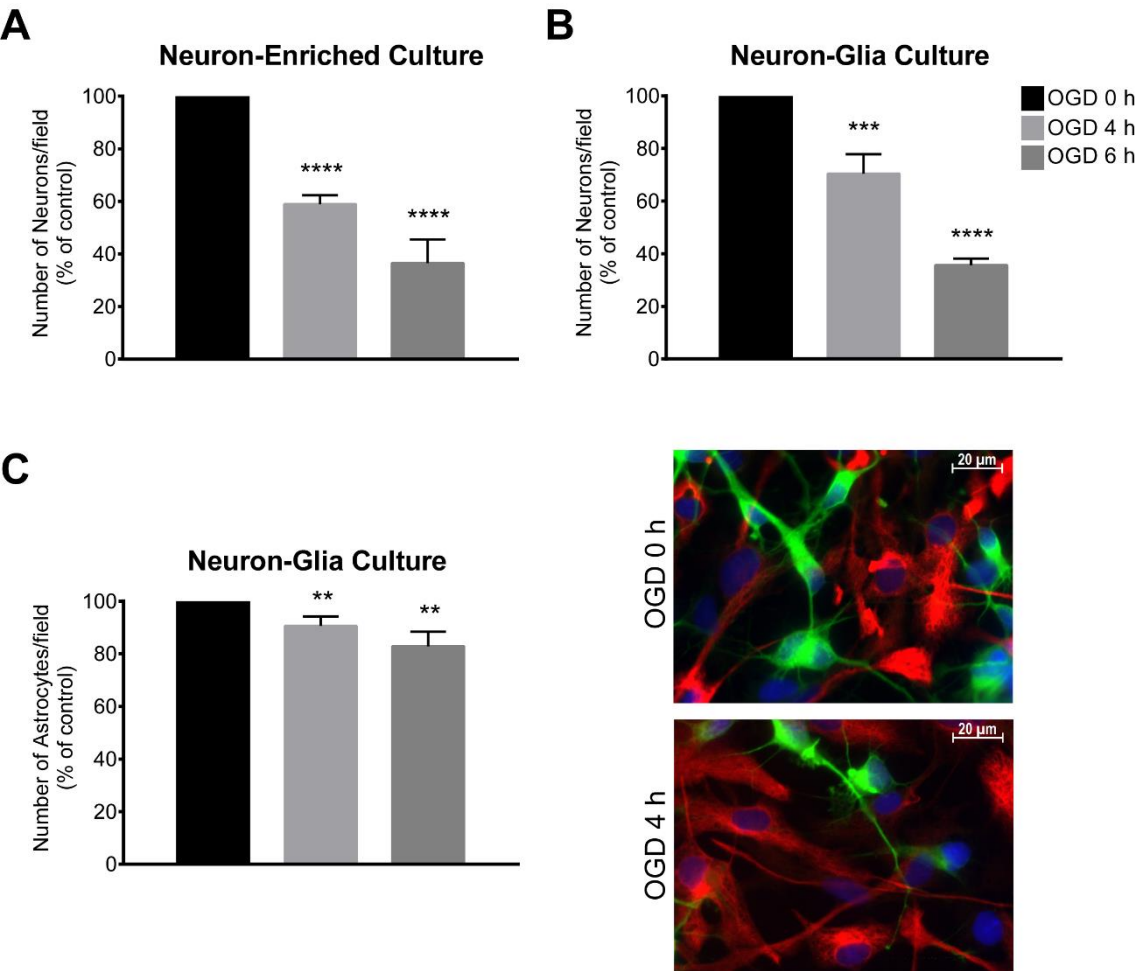 A
Neuron-Enriched Culture
Number of Neurons/field
(% of control)
100
80
60
40
20
0
****
****
B
Neuron-Glia Culture
Number of Neurons/field
(% of control)
100
80
60
40
20
0
***
****
OGD 0 h
OGD 4 h
OGD 6 h
C
Neuron-Glia Culture
Number of Astrocytes/field
(% of control)
100
80
60
40
20
0
**
**
OGD 0 h
20 µm
OGD 4 h
20 µm